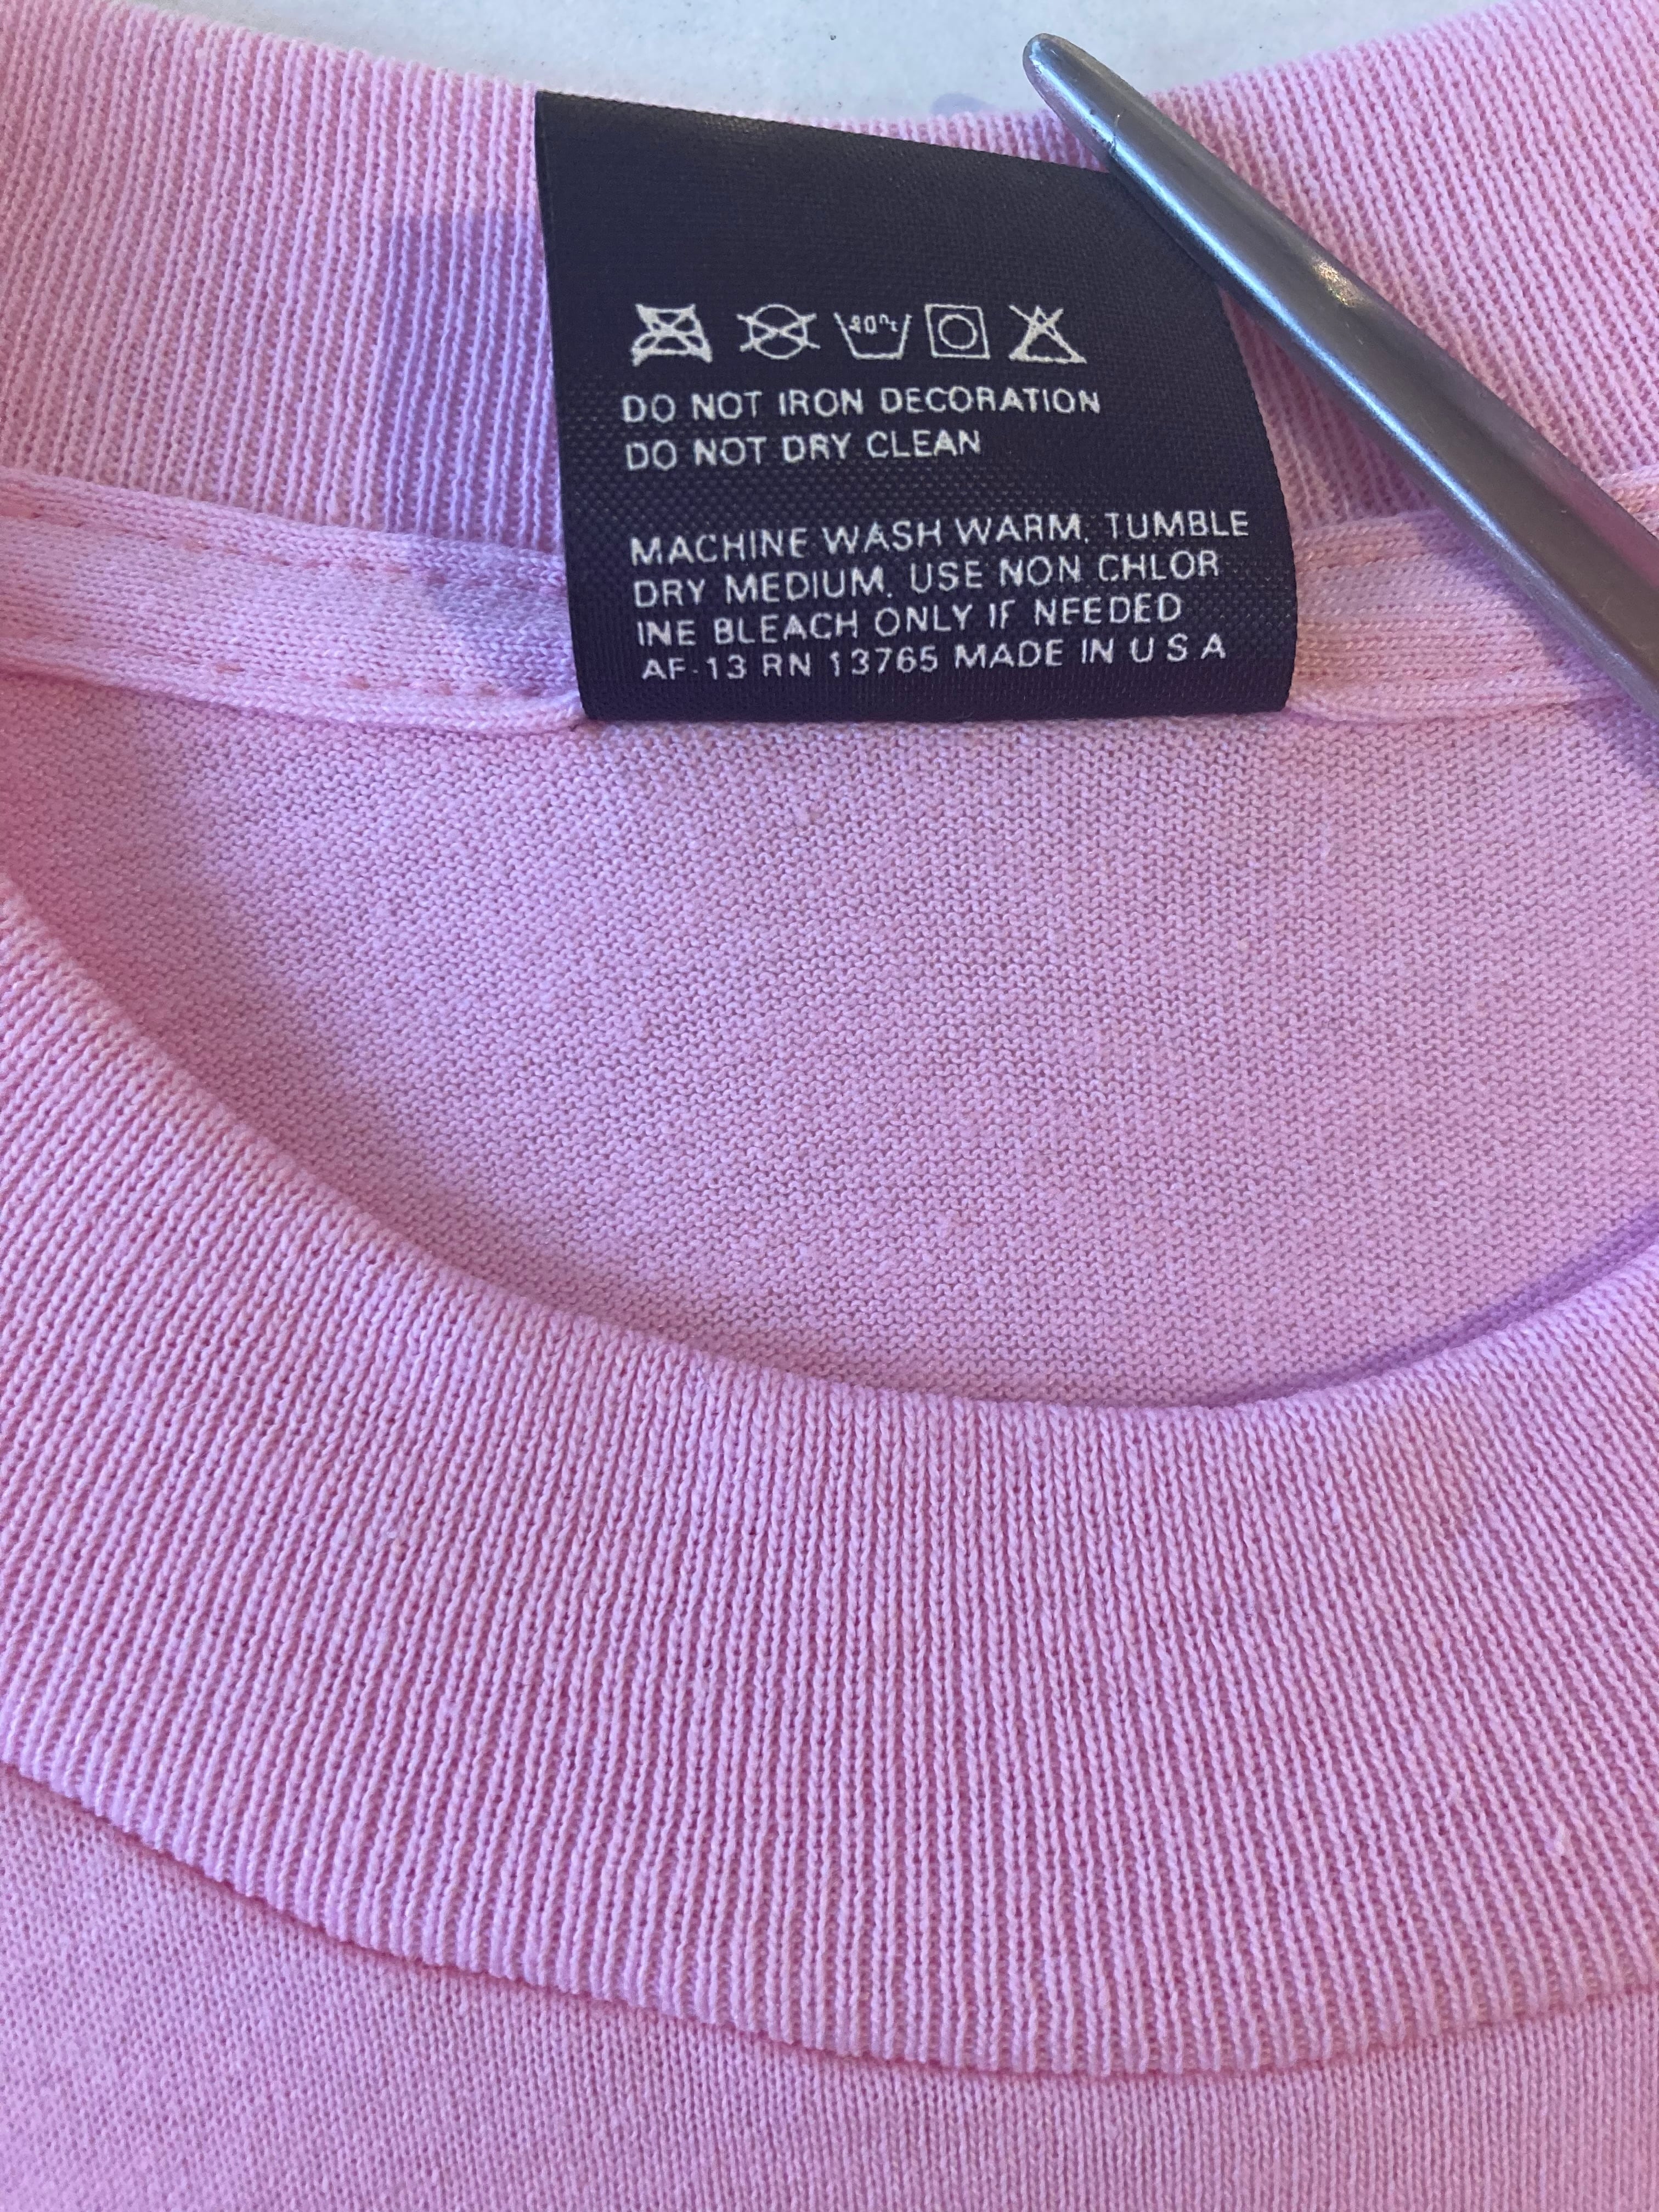 DO NOT IRON DECORATION
DO NOT DRY CLEAN
MACHINE WASH WARM. TUMBLE
DRY MEDIUM. USE NON CHLOR
INE BLEACH ONLY IF NEEDED
AF-13 RN 13765 MADE IN U S A